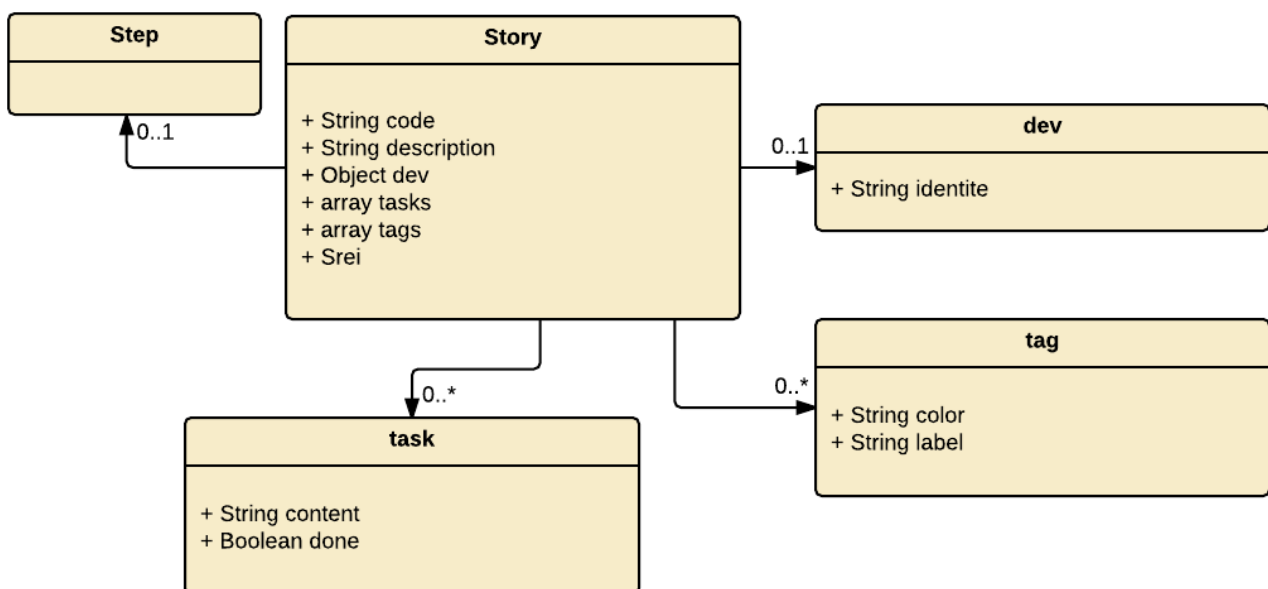 Step
0..1
Story
+ String code
+ String description
+ Object dev
+ array tasks
+ array tags
+ Srei
0..1
dev
+ String identite
0..*
tag
+ String color
+ String label
0..*
task
+ String content
+ Boolean done